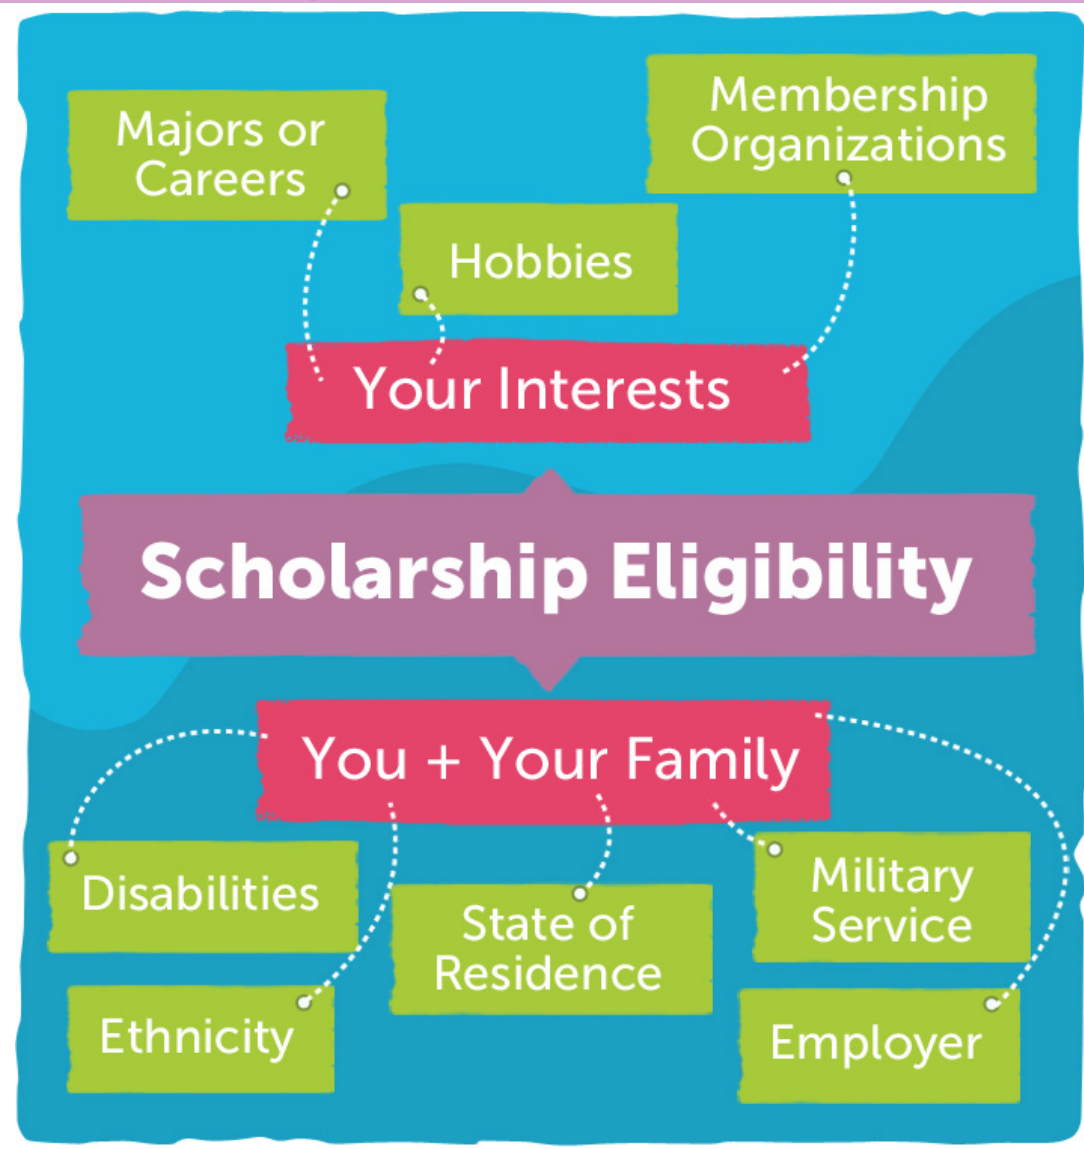 Majors or
Careers
Membership
Organizations
Hobbies
Your Interests
Scholarship Eligibility
You + Your Family
Disabilities
Ethnicity
State of
Residence
Military
Service
Employer